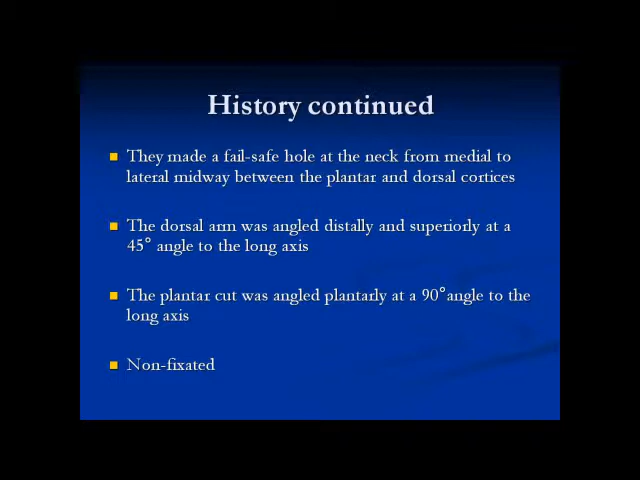 History continued
They made a fail-safe hole at the neck from medial to
lateral midway between the plantar and dorsal cortices
The dorsal arm was angled distally and superiorly at a
45° angle to the long axis
The plantar cut was angled plantarly at a 90°angle to the
long axis
Non-fixated